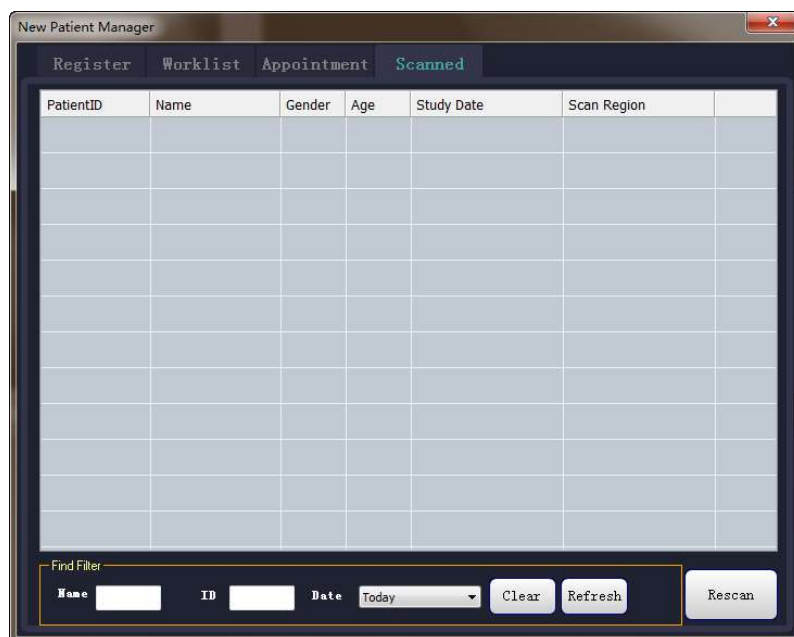 New Patient Manager
Register Worklist Appointment Scanned
PatientID Name Gender Age Study Date Scan Region
Find Filter
Name ID Date Today Clear Refresh Rescan